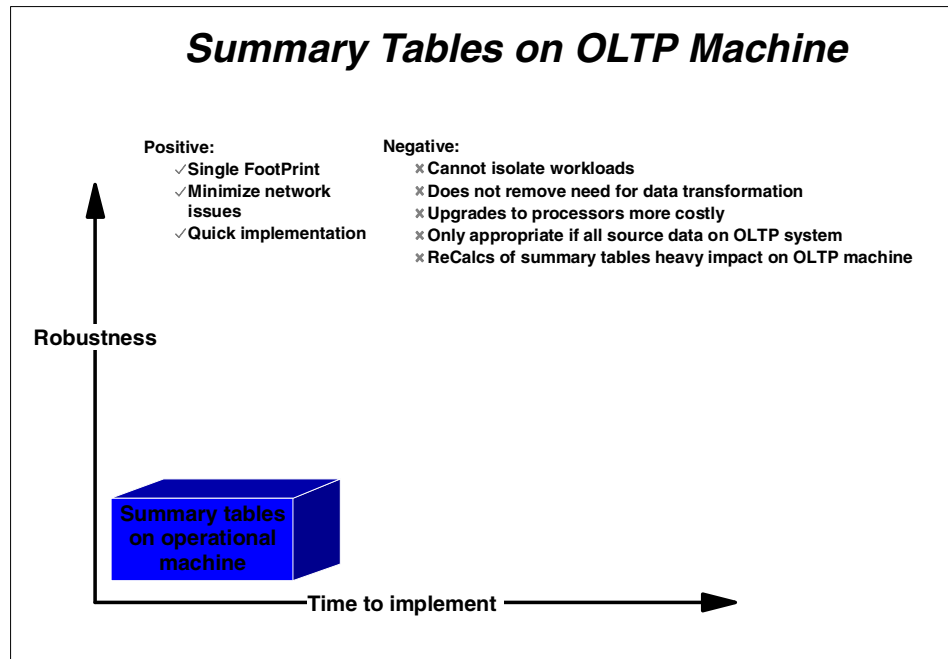 Summary Tables on OLTP Machine
Positive:
✓Single FootPrint
✓Minimize network
issues
✓Quick implementation
Negative:
✖Cannot isolate workloads
✖Does not remove need for data transformation
✖Upgrades to processors more costly
✖Only appropriate if all source data on OLTP system
✖ReCalcs of summary tables heavy impact on OLTP machine
Robustness
Summary tables
on operational
machine
Time to implement